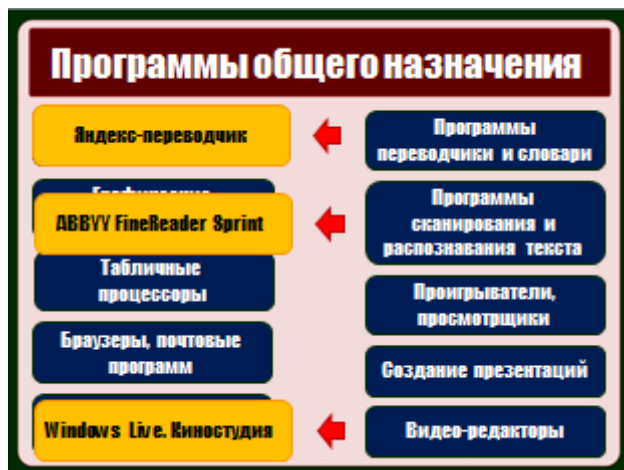 Программы общего назначения
Яндекс-переводчик
Программы
переводчики и словари
ABBYY FineReader Sprint
Программы
сканирования и
распознавания текста
Табличные
процессоры
Проигрыватели,
просмотрщики
Браузеры, почтовые
программ
Создание презентаций
Windows Live. Киностудия
Видео-редакторы